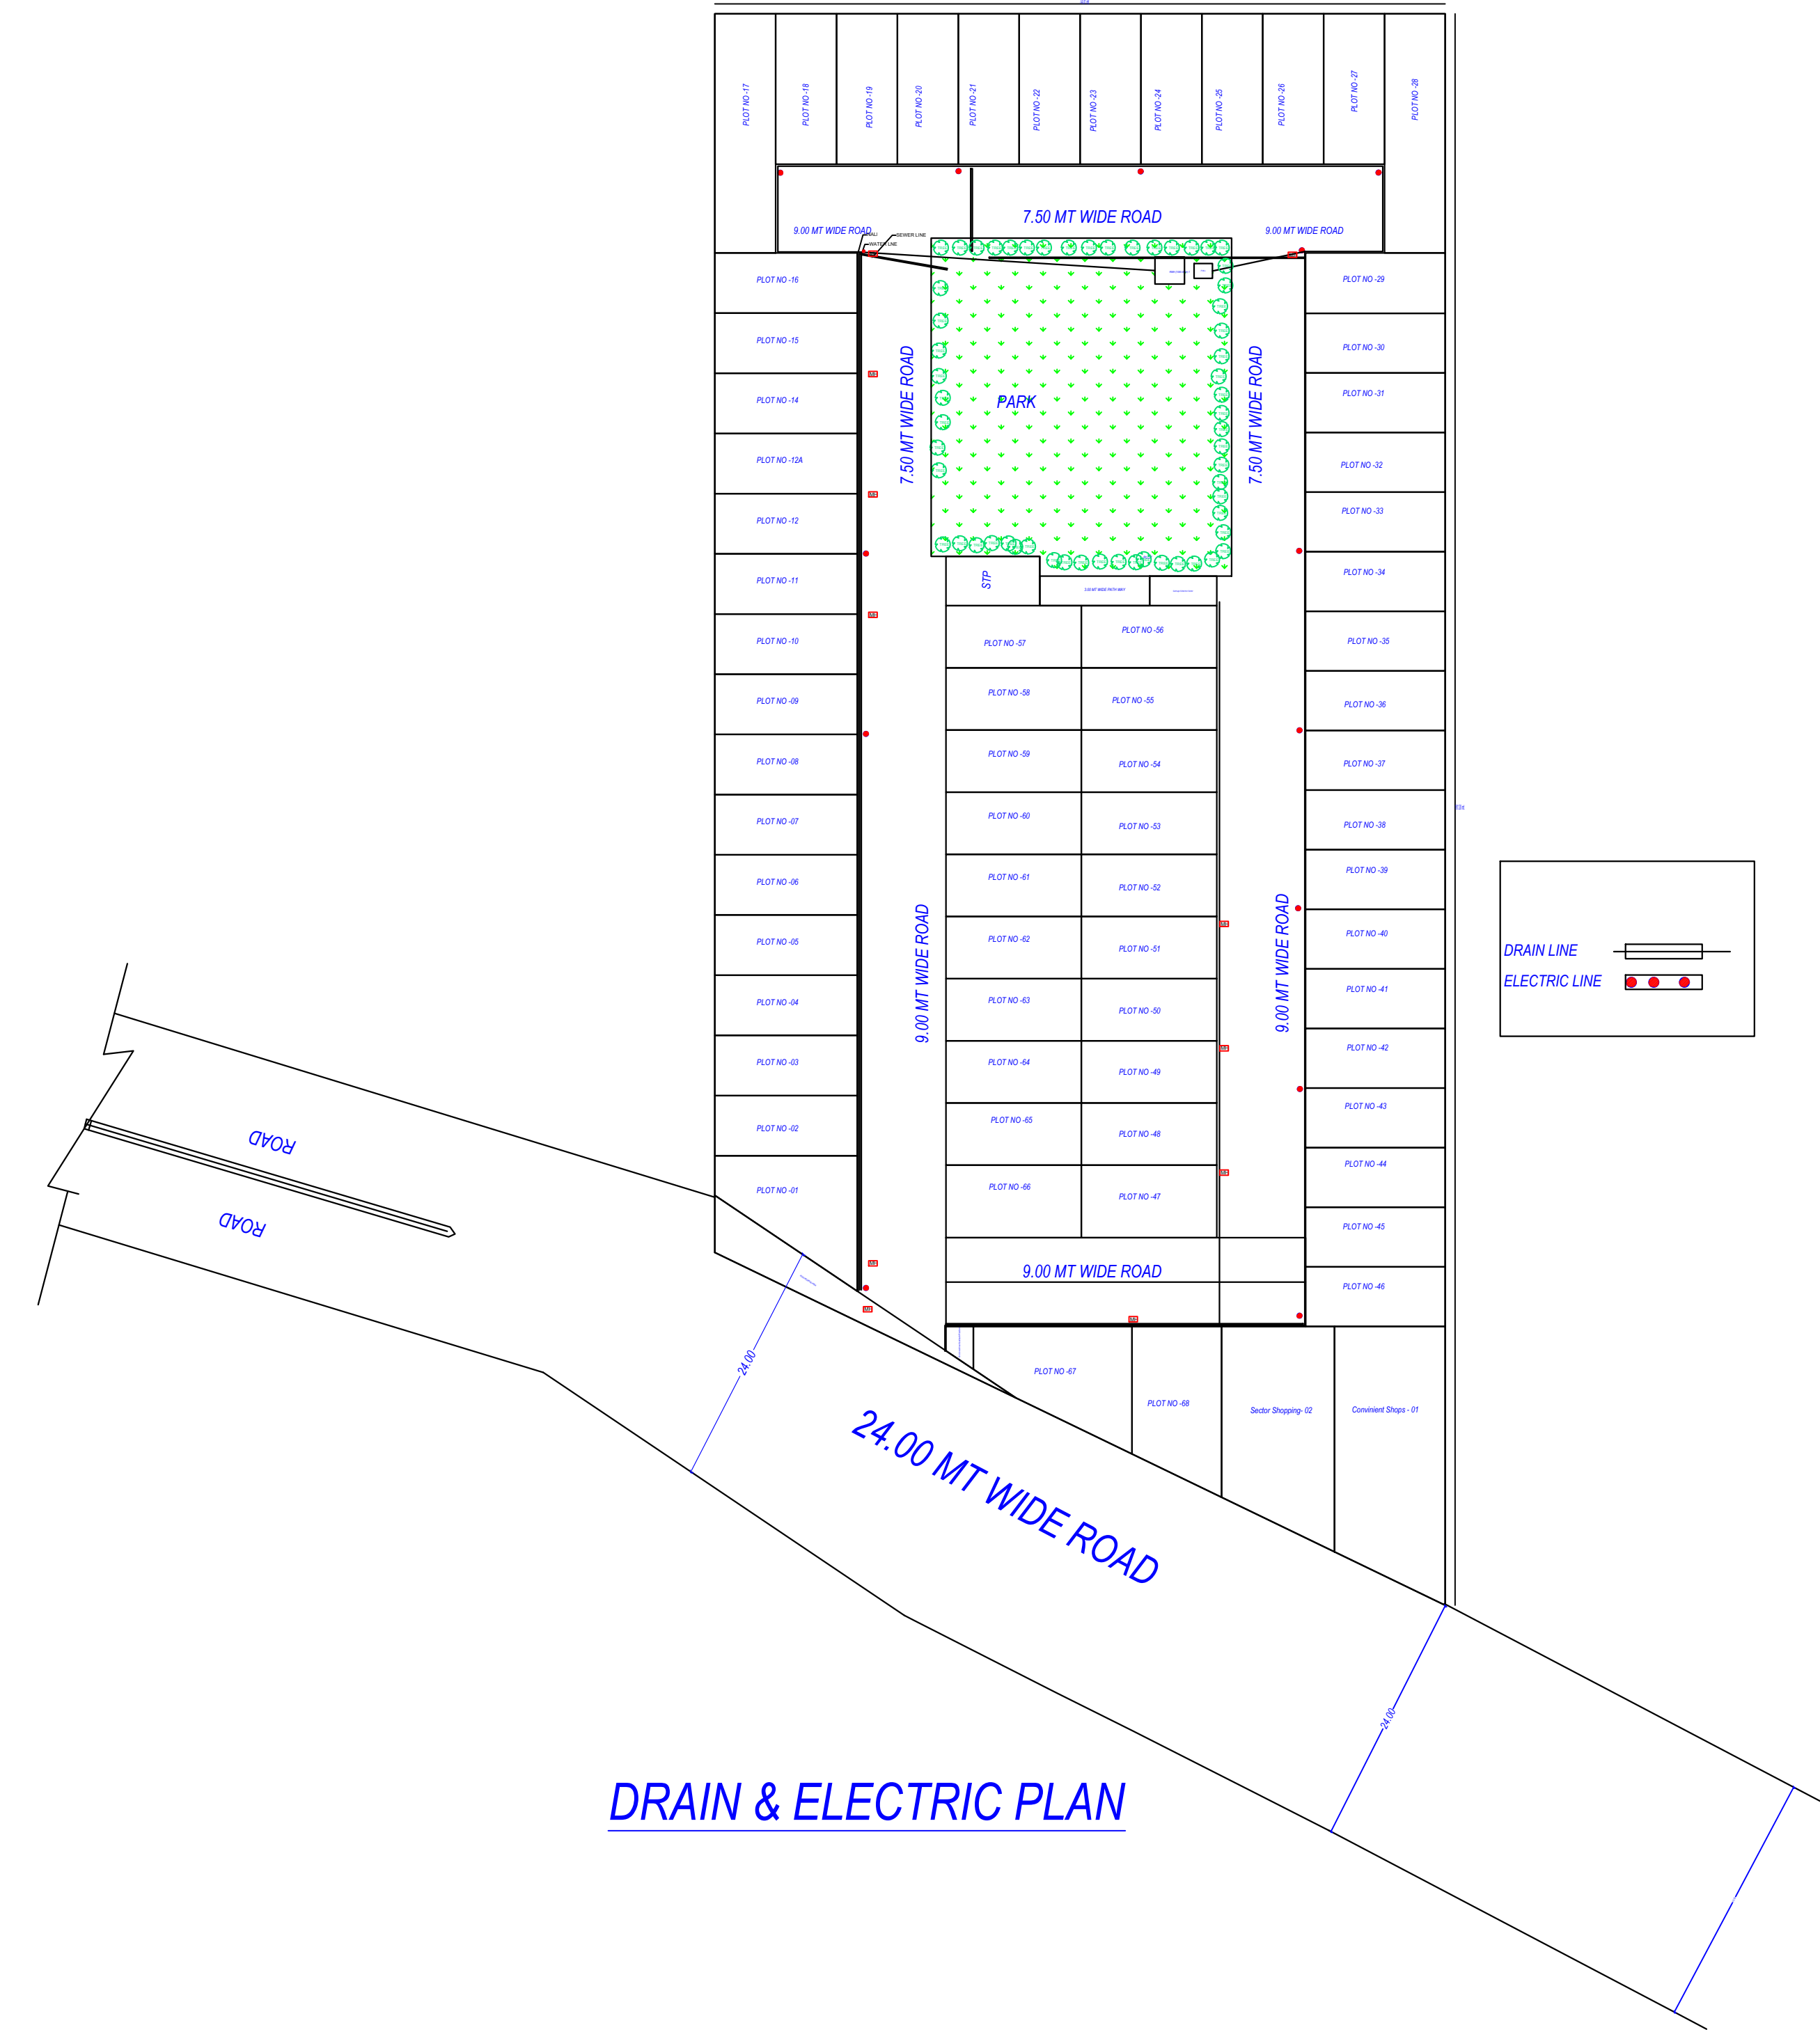 PLOT NO -17
PLOT NO -18
PLOT NO -19
PLOT NO -20
PLOT NO -21
PLOT NO -22
PLOT NO -23
PLOT NO -24
PLOT NO -25
PLOT NO -26
PLOT NO -27
PLOT NO -28
7.50 MT WIDE ROAD
9.00 MT WIDE ROAD
9.00 MT WIDE ROAD
SEWER LINE
PLOT NO -16
PLOT NO -15
PLOT NO -14
PLOT NO -12A
PLOT NO -12
PLOT NO -11
PLOT NO -10
PLOT NO -09
PLOT NO -08
PLOT NO -07
PLOT NO -06
PLOT NO -05
PLOT NO -04
PLOT NO -03
PLOT NO -02
PLOT NO -01
7.50 MT WIDE ROAD
9.00 MT WIDE ROAD
PARK
STP
3.00 MT WIDE PATH WAY
PLOT NO -57
PLOT NO -56
PLOT NO -58
PLOT NO -55
PLOT NO -59
PLOT NO -54
PLOT NO -60
PLOT NO -53
PLOT NO -61
PLOT NO -52
PLOT NO -62
PLOT NO -51
PLOT NO -63
PLOT NO -50
PLOT NO -64
PLOT NO -49
PLOT NO -65
PLOT NO -48
PLOT NO -66
PLOT NO -47
7.50 MT WIDE ROAD
9.00 MT WIDE ROAD
PLOT NO -29
PLOT NO -30
PLOT NO -31
PLOT NO -32
PLOT NO -33
PLOT NO -34
PLOT NO -35
PLOT NO -36
PLOT NO -37
PLOT NO -38
PLOT NO -39
PLOT NO -40
PLOT NO -41
PLOT NO -42
PLOT NO -43
PLOT NO -44
PLOT NO -45
PLOT NO -46
9.00 MT WIDE ROAD
PLOT NO -67
PLOT NO -68
Sector Shopping- 02
Convinient Shops - 01
DRAIN LINE
ELECTRIC LINE
ROAD
ROAD
24.00
24.00 MT WIDE ROAD
24.00
DRAIN & ELECTRIC PLAN